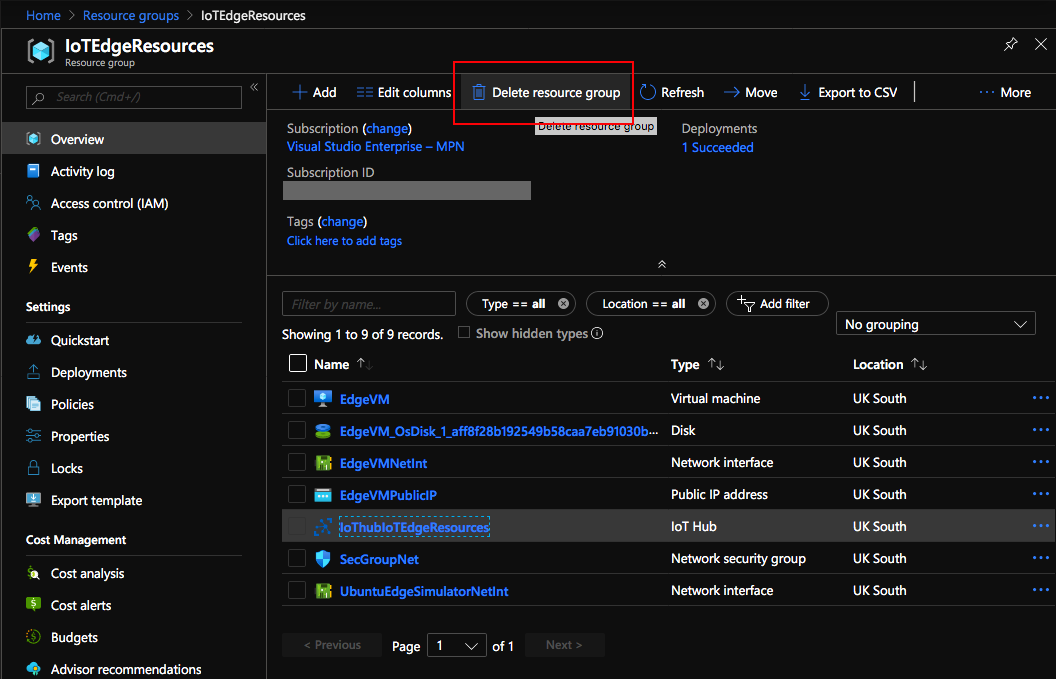 Home > Resource groups > IoTEdgeResources
IoTEdgeResources
Resource group
Search (Cmd+/)
Overview
Activity log
Access control (IAM)
Tags
Events
Settings
Quickstart
Deployments
Policies
Properties
Locks
Export template
Cost Management
Cost analysis
Cost alerts
Budgets
Advisor recommendations
Add Edit columns Delete resource group Refresh Move Export to CSV ··· More
Delete resource group
Subscription (change)
Visual Studio Enterprise – MPN
Subscription ID
Tags (change)
Click here to add tags
Deployments
1 Succeeded
Filter by name...
Type == all
Location == all
Add filter
Showing 1 to 9 of 9 records.
Show hidden types
No grouping
Name Type Location
EdgeVM Virtual machine UK South
EdgeVM_OsDisk_1_aff8f28b192549b58caa7eb91030b... Disk UK South
EdgeVMNetInt Network interface UK South
EdgeVMPublicIP Public IP address UK South
IoThubIoTEdgeResources IoT Hub UK South
SecGroupNet Network security group UK South
UbuntuEdgeSimulatorNetInt Network interface UK South
< Previous Page 1 of 1 Next >